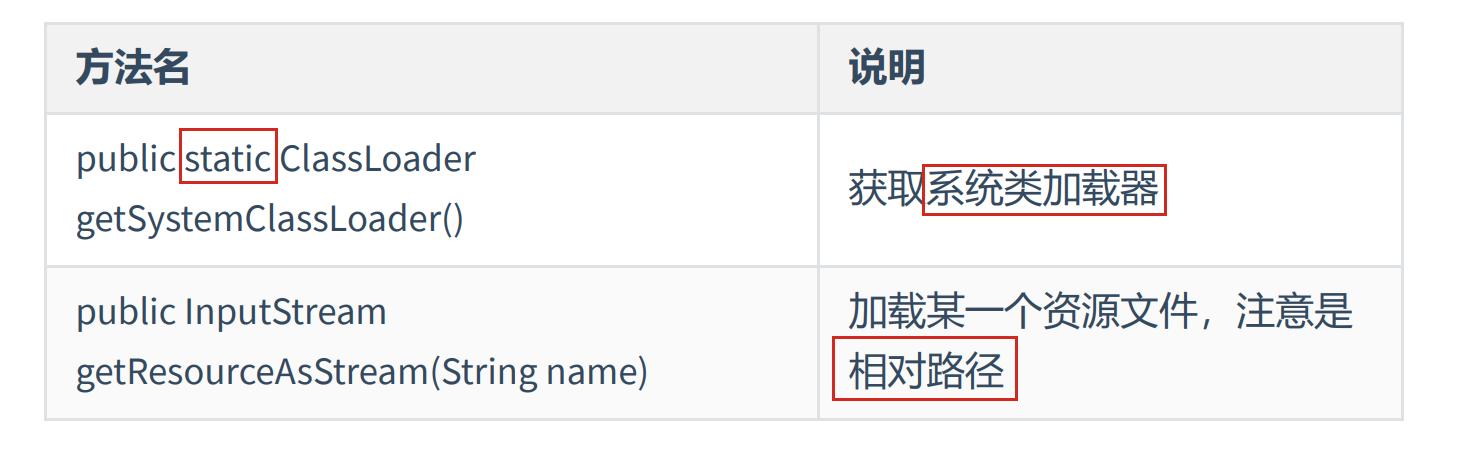 方法名
说明
public static ClassLoader
getSystemClassLoader()
获取系统类加载器
public InputStream
getResourceAsStream(String name)
加载某一个资源文件，注意是
相对路径